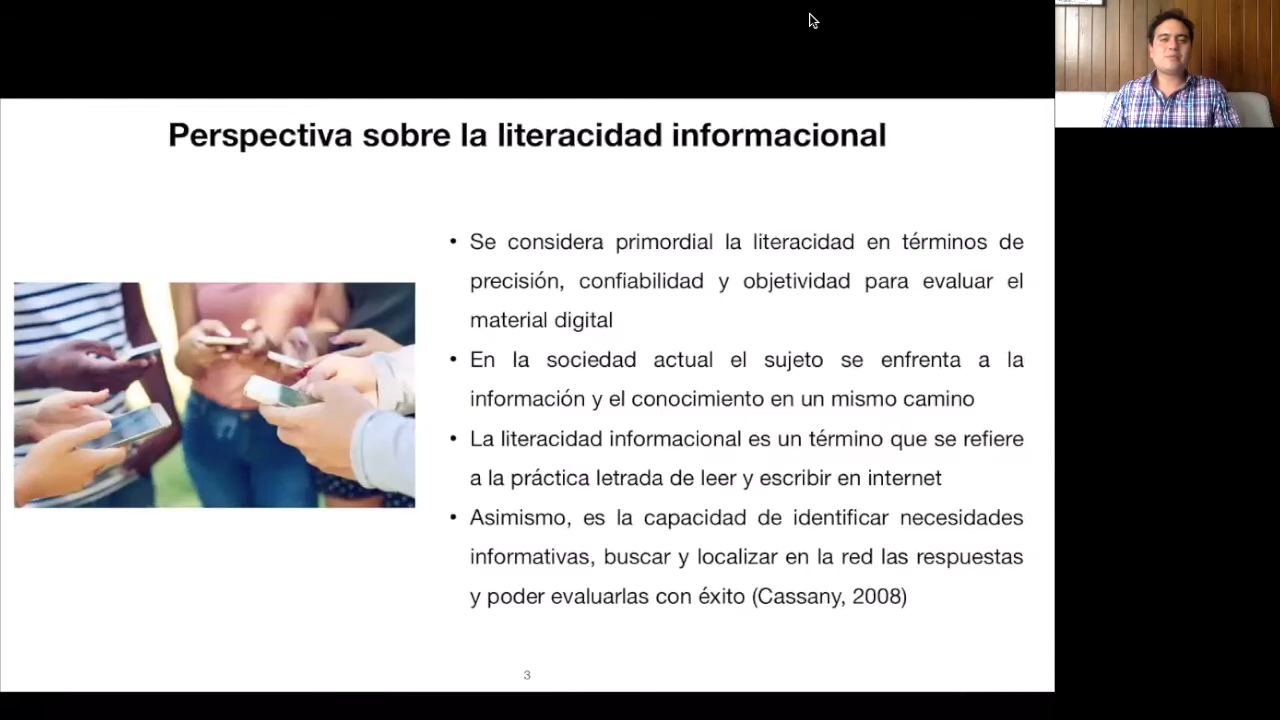 Perspectiva sobre la literacidad informacional
• Se considera primordial la literacidad en términos de
precisión, confiabilidad y objetividad para evaluar el
material digital
• En la sociedad actual el sujeto se enfrenta a la
información y el conocimiento en un mismo camino
• La literacidad informacional es un término que se refiere
a la práctica letrada de leer y escribir en internet
• Asimismo, es la capacidad de identificar necesidades
informativas, buscar y localizar en la red las respuestas
y poder evaluarlas con éxito (Cassany, 2008)
3